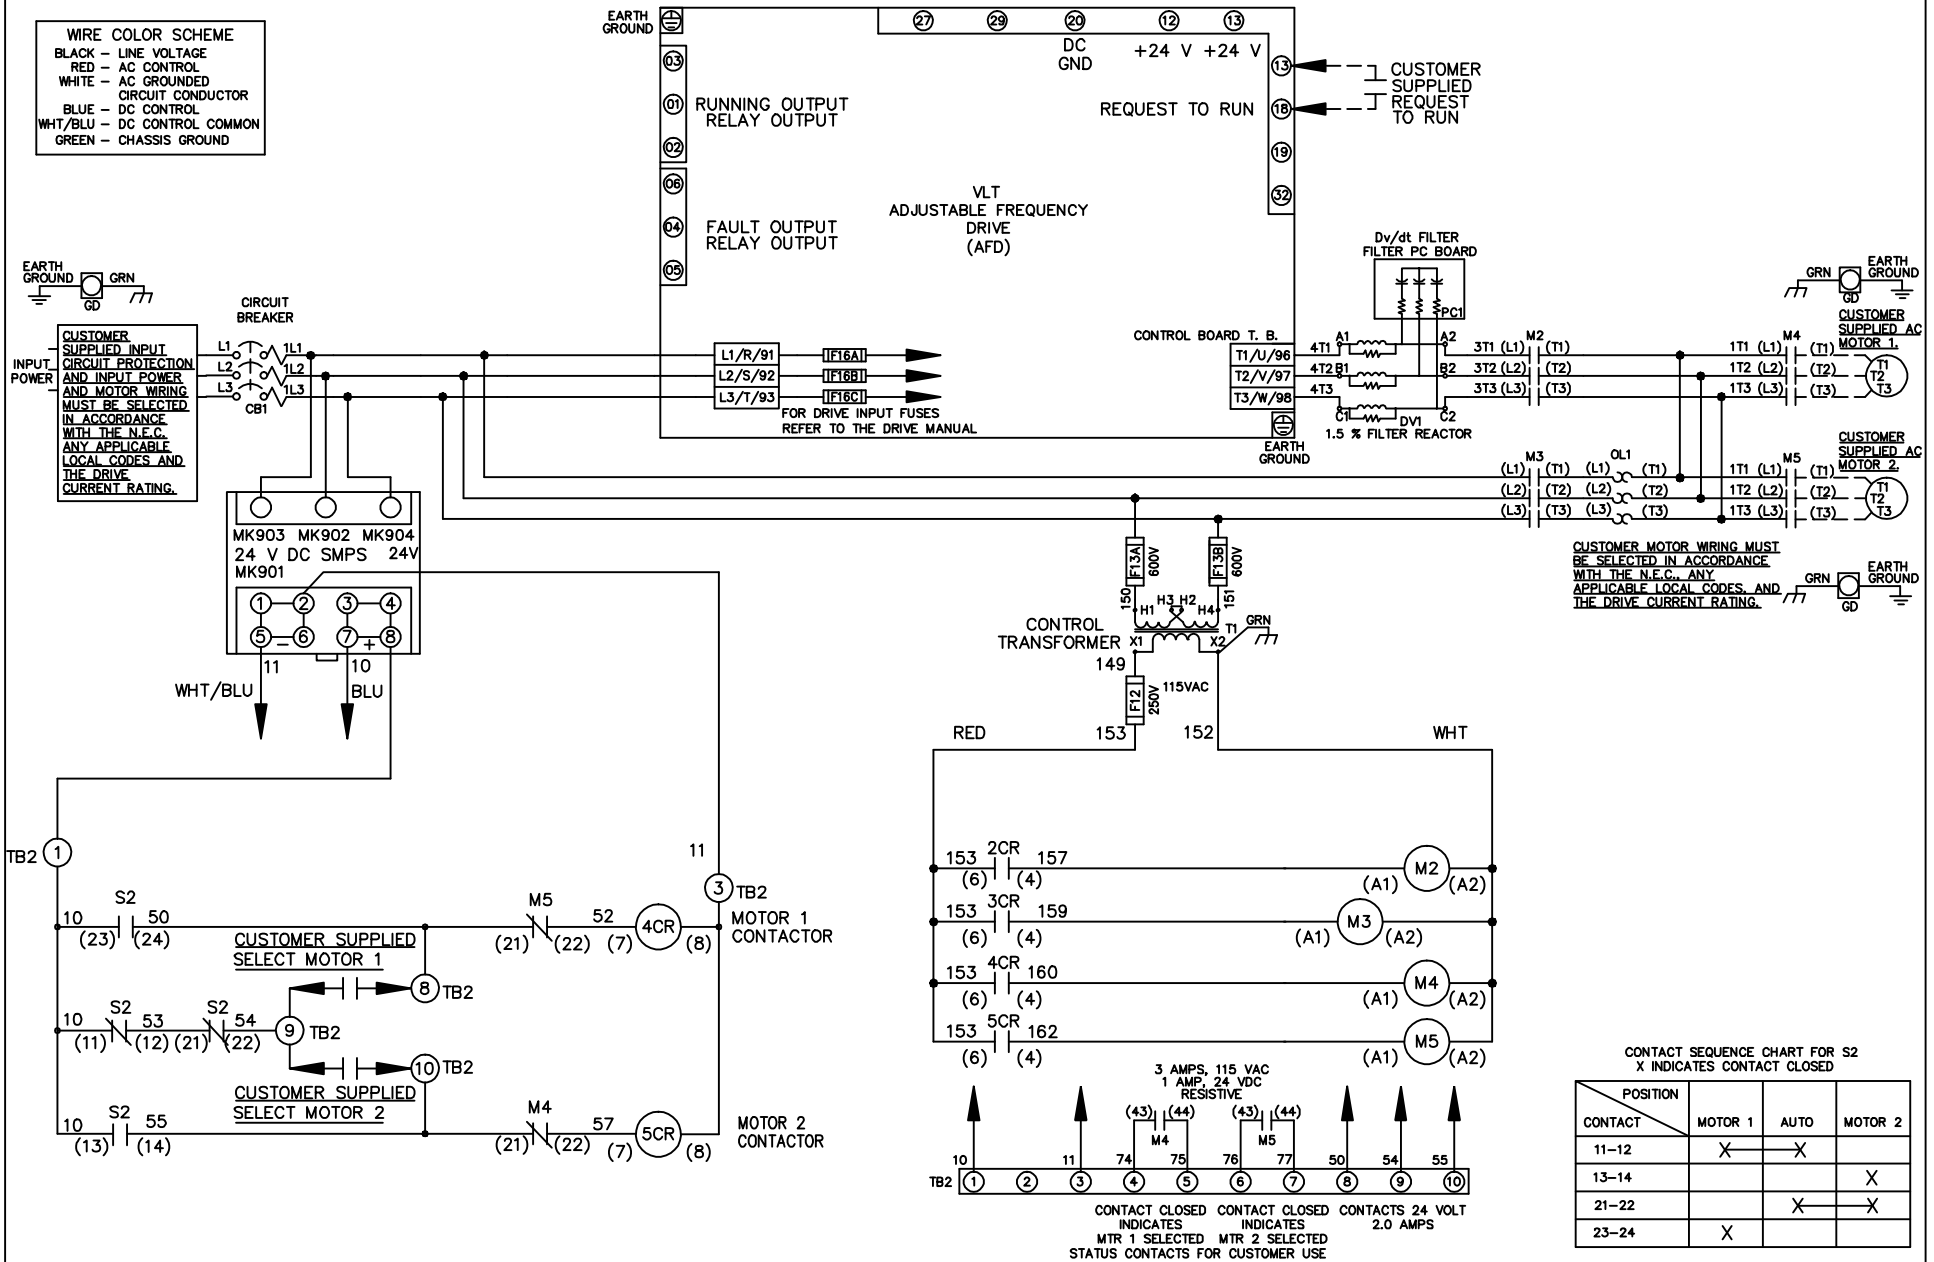 WIRE COLOR SCHEME
BLACK – LINE VOLTAGE
RED – AC CONTROL
WHITE – AC GROUNDED
CIRCUIT CONDUCTOR
BLUE – DC CONTROL
WHT/BLU – DC CONTROL COMMON
GREEN – CHASSIS GROUND
EARTH
GROUND
27 29 20 12 13
DC
GND
+24 V +24 V
03
01
02
RUNNING OUTPUT
RELAY OUTPUT
06
04
05
FAULT OUTPUT
RELAY OUTPUT
13
18
19
32
REQUEST TO RUN
CUSTOMER
SUPPLIED
REQUEST
TO RUN
VLT
ADJUSTABLE FREQUENCY
DRIVE
(AFD)
Dv/dt FILTER
FILTER PC BOARD
PC1
EARTH
GROUND
GRN
GD
CIRCUIT
BREAKER
INPUT
POWER
CUSTOMER
SUPPLIED INPUT
CIRCUIT PROTECTION
AND INPUT POWER
AND MOTOR WIRING
MUST BE SELECTED
IN ACCORDANCE
WITH THE N.E.C.
ANY APPLICABLE
LOCAL CODES AND
THE DRIVE
CURRENT RATING.
L1 1L1
L2 1L2
L3 1L3
CB1
L1/R/91 F16A
L2/S/92 F16B
L3/T/93 F16C
FOR DRIVE INPUT FUSES
REFER TO THE DRIVE MANUAL
CONTROL BOARD T. B.
T1/U/96 4T1 A1 A2 3T1 (L1) M2 (T1)
T2/V/97 4T2 B1 B2 3T2 (L2) (T2)
T3/W/98 4T3 C1 C2 3T3 (L3) (T3)
DV1
1.5 % FILTER REACTOR
EARTH
GROUND
GRN
GD
EARTH
GROUND
CUSTOMER
SUPPLIED AC
MOTOR 1.
M4
1T1 (L1) (T1) T1
1T2 (L2) (T2) T2
1T3 (L3) (T3) T3
CUSTOMER
SUPPLIED AC
MOTOR 2.
M3 OL1 M5
(L1) (T1) (L1) (T1) 1T1 (L1) (T1) T1
(L2) (T2) (L2) (T2) 1T2 (L2) (T2) T2
(L3) (T3) (L3) (T3) 1T3 (L3) (T3) T3
CUSTOMER MOTOR WIRING MUST
BE SELECTED IN ACCORDANCE
WITH THE N.E.C., ANY
APPLICABLE LOCAL CODES, AND
THE DRIVE CURRENT RATING.
GRN
GD
EARTH
GROUND
MK903 MK902 MK904
24 V DC SMPS 24V
MK901
1 2 3 4
5 – 6 7 + 8
11 10
WHT/BLU BLU
F13A
600V
F13B
600V
150
151
H1 H3 H2 H4
CONTROL
TRANSFORMER
X1 X2 T1 GRN
149
F12
250V
115VAC
RED 153 152 WHT
TB2 1
11
3 TB2
S2
10 50
(23) (24)
M5
(21) (22)
52
(7) 4CR (8)
MOTOR 1
CONTACTOR
CUSTOMER SUPPLIED
SELECT MOTOR 1
8 TB2
S2 S2
10 53 54
(11) (12) (21) (22)
9 TB2
10 TB2
CUSTOMER SUPPLIED
SELECT MOTOR 2
S2
10 55
(13) (14)
M4
(21) (22)
57
(7) 5CR (8)
MOTOR 2
CONTACTOR
153 2CR 157 M2
(6) (4) (A1) (A2)
153 3CR 159 M3
(6) (4) (A1) (A2)
153 4CR 160 M4
(6) (4) (A1) (A2)
153 5CR 162 M5
(6) (4) (A1) (A2)
3 AMPS, 115 VAC
1 AMP, 24 VDC
RESISTIVE
(43) (44) (43) (44)
M4 M5
10 11 74 75 76 77 50 54 55
TB2 1 2 3 4 5 6 7 8 9 10
CONTACT CLOSED
INDICATES
MTR 1 SELECTED
CONTACT CLOSED
INDICATES
MTR 2 SELECTED
CONTACTS 24 VOLT
2.0 AMPS
STATUS CONTACTS FOR CUSTOMER USE
CONTACT SEQUENCE CHART FOR S2
X INDICATES CONTACT CLOSED
POSITION
CONTACT MOTOR 1 AUTO MOTOR 2
11–12 X X
13–14 X
21–22 X X
23–24 X